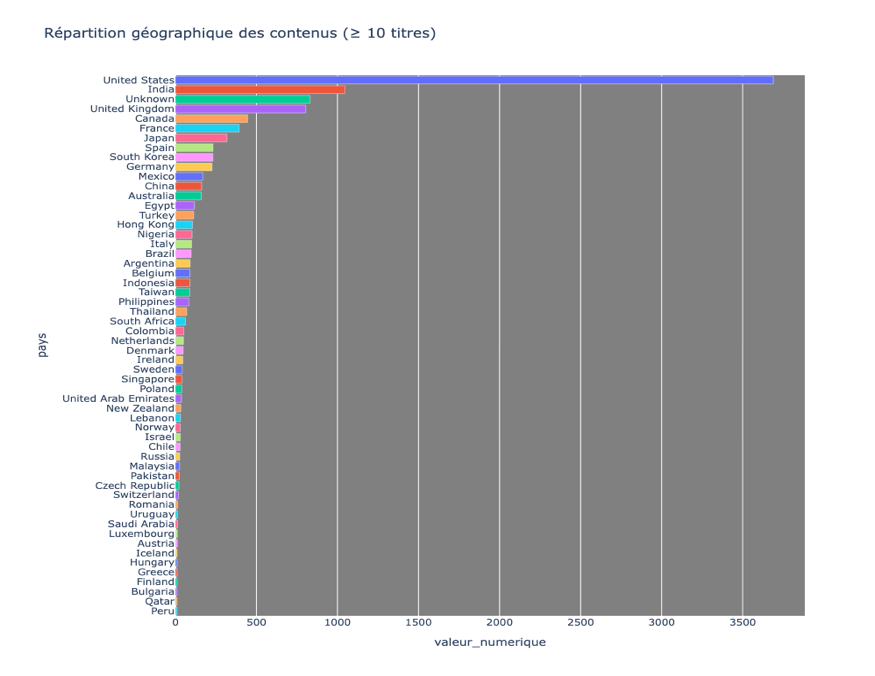 Répartition géographique des contenus (≥ 10 titres)
United States
India
Unknown
United Kingdom
Canada
France
Japan
Spain
South Korea
Germany
Mexico
China
Australia
Egypt
Turkey
Hong Kong
Nigeria
Italy
Brazil
Argentina
Belgium
Indonesia
Taiwan
Philippines
Thailand
South Africa
Colombia
Netherlands
Denmark
Ireland
Sweden
Singapore
Poland
United Arab Emirates
New Zealand
Lebanon
Norway
Israel
Chile
Russia
Malaysia
Pakistan
Czech Republic
Switzerland
Romania
Uruguay
Saudi Arabia
Luxembourg
Austria
Iceland
Hungary
Greece
Finland
Bulgaria
Qatar
Peru
pays
0 500 1000 1500 2000 2500 3000 3500
valeur_numerique